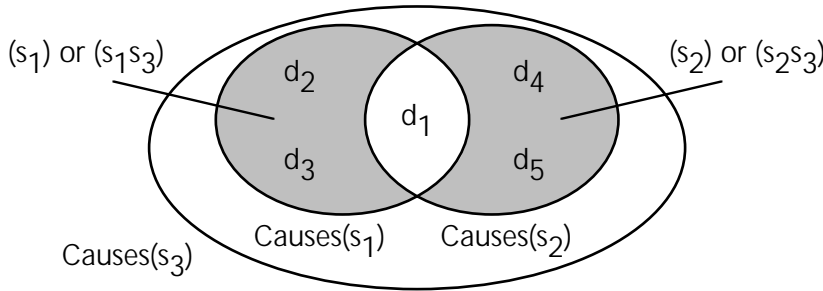 (s1) or (s1s3)
(s2) or (s2s3)
d2
d4
d1
d3
d5
Causes(s1)
Causes(s2)
Causes(s3)